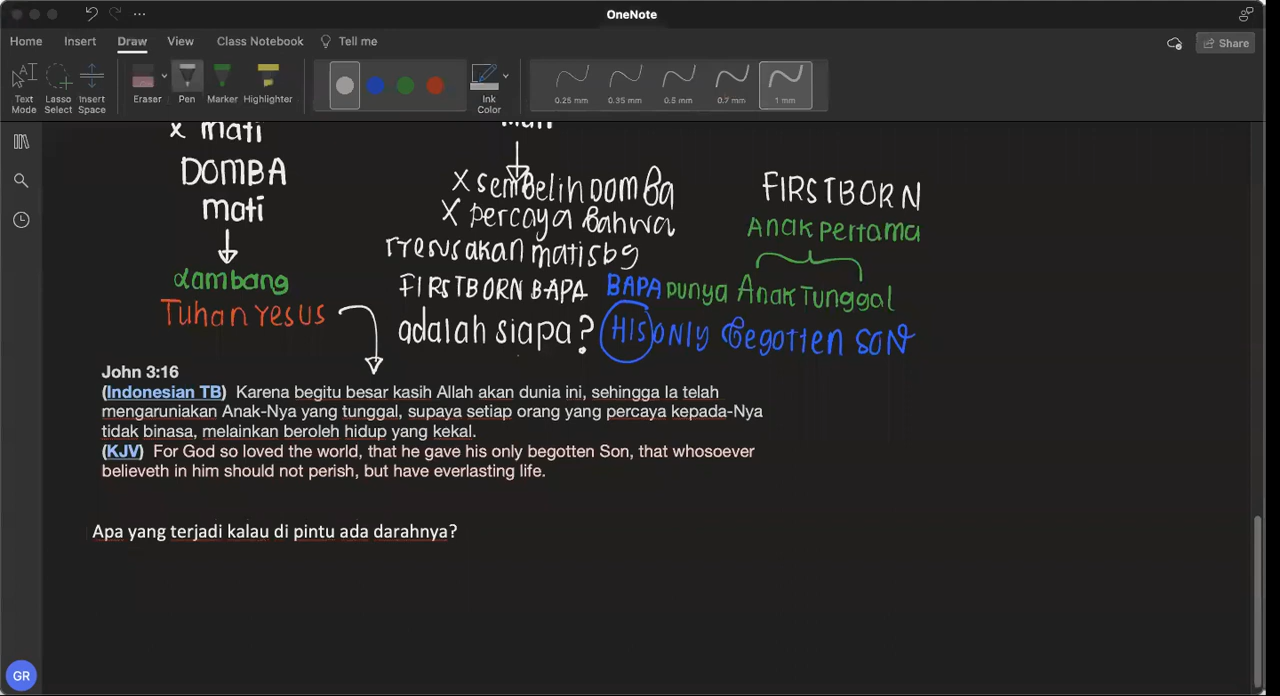 OneNote
Home Insert Draw View Class Notebook Tell me
Share
Text Mode
Lasso Select
Insert Space
Eraser
Pen
Marker
Highlighter
Ink Color
0.25 mm
0.35 mm
0.5 mm
0.7 mm
1 mm
x mati
DOMBA
mati
Lambang
Tuhan Yesus
mati
X sembelih DOMBA
X percaya Bahwa
Yesus akan mati sbg
FIRSTBORN BAPA
adalah siapa?
FIRSTBORN
Anak pertama
BAPA punya Anak Tunggal
HIS ONLY Begotten SON
John 3:16
(Indonesian TB) Karena begitu besar kasih Allah akan dunia ini, sehingga Ia telah
mengaruniakan Anak-Nya yang tunggal, supaya setiap orang yang percaya kepada-Nya
tidak binasa, melainkan beroleh hidup yang kekal.
(KJV) For God so loved the world, that he gave his only begotten Son, that whosoever
believeth in him should not perish, but have everlasting life.
Apa yang terjadi kalau di pintu ada darahnya?
GR